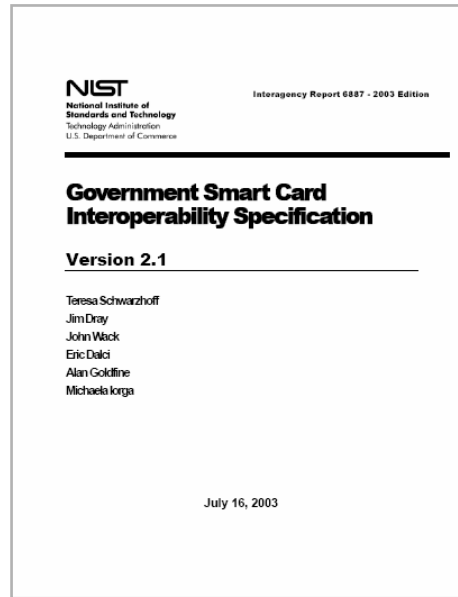 NIST
National Institute of
Standards and Technology
Technology Administration
U.S. Department of Commerce
Interagency Report 6887 - 2003 Edition
Government Smart Card
Interoperability Specification
Version 2.1
Teresa Schwarzhoff
Jim Dray
John Wack
Eric Dalci
Alan Goldfine
Michaela Iorga
July 16, 2003